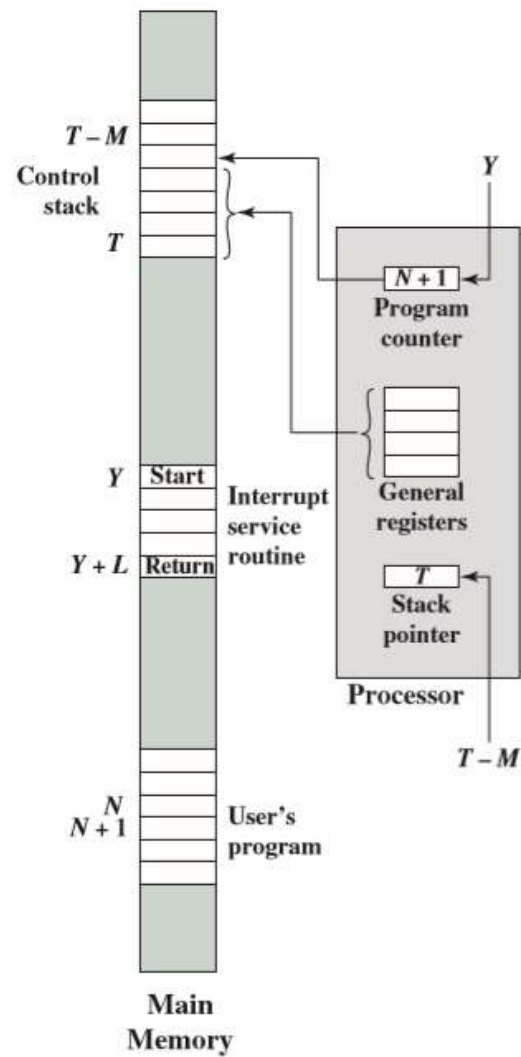 T – M
Control
stack
T
Y
N + 1
Program
counter
General
registers
T
Stack
pointer
Processor
T – M
Y
Start
Interrupt
service
routine
Y + L
Return
N
N + 1
User's
program
Main
Memory